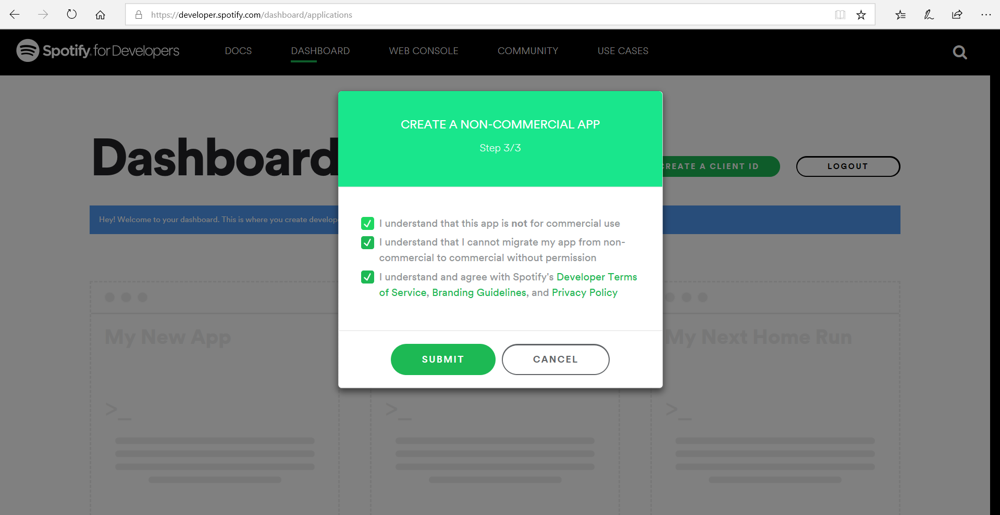 https://developer.spotify.com/dashboard/applications
Spotify for Developers
DOCS
DASHBOARD
WEB CONSOLE
COMMUNITY
USE CASES
CREATE A NON-COMMERCIAL APP
Step 3/3
Dashboard
CREATE A CLIENT ID
LOGOUT
Hey! Welcome to your dashboard. This is where you create
I understand that this app is not for commercial use
I understand that I cannot migrate my app from non-
commercial to commercial without permission
I understand and agree with Spotify's Developer Terms
of Service, Branding Guidelines, and Privacy Policy
My New App
My Next Home Run
SUBMIT
CANCEL
>_
>_
>_